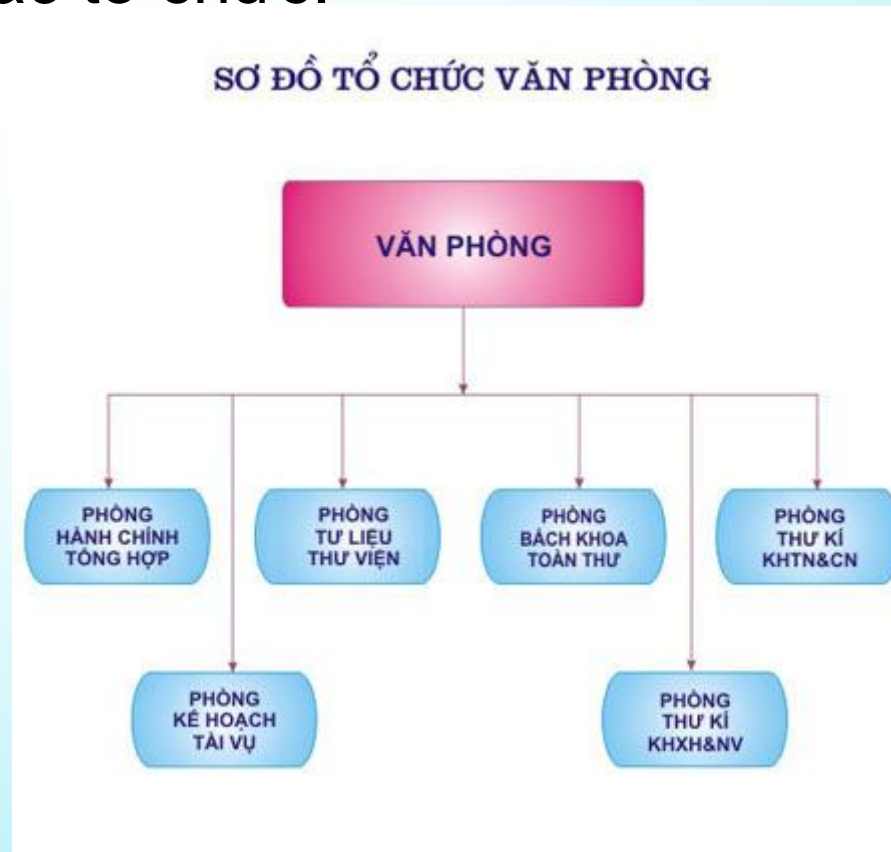 tổ chức.
SƠ ĐỒ TỔ CHỨC VĂN PHÒNG
VĂN PHÒNG
PHÒNG
HÀNH CHÍNH
TỔNG HỢP
PHÒNG
TƯ LIỆU
THƯ VIỆN
PHÒNG
BÁCH KHOA
TOÀN THƯ
PHÒNG
THƯ KÍ
KHTN&CN
PHÒNG
KẾ HOẠCH
TÀI VỤ
PHÒNG
THƯ KÍ
KHXH&NV